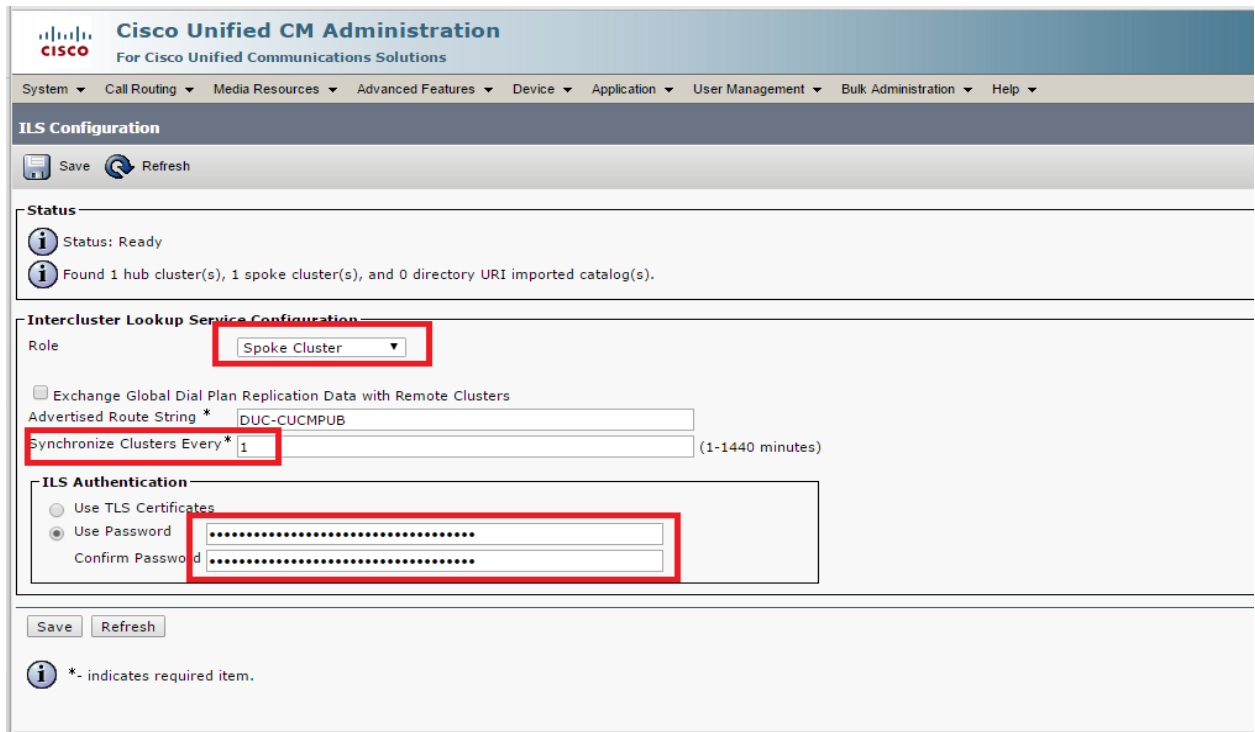 Cisco Unified CM Administration
CISCO For Cisco Unified Communications Solutions
System Call Routing Media Resources Advanced Features Device Application User Management Bulk Administration Help
ILS Configuration
Save Refresh
Status
Status: Ready
Found 1 hub cluster(s), 1 spoke cluster(s), and 0 directory URI imported catalog(s).
Intercluster Lookup Service Configuration
Role Spoke Cluster
Exchange Global Dial Plan Replication Data with Remote Clusters
Advertised Route String * DUC-CUCMPUB
Synchronize Clusters Every* 1 (1-1440 minutes)
ILS Authentication
Use TLS Certificates
Use Password ••••••••••••••••••••••••••••••••••••
Confirm Password ••••••••••••••••••••••••••••••••••••
Save Refresh
*- indicates required item.